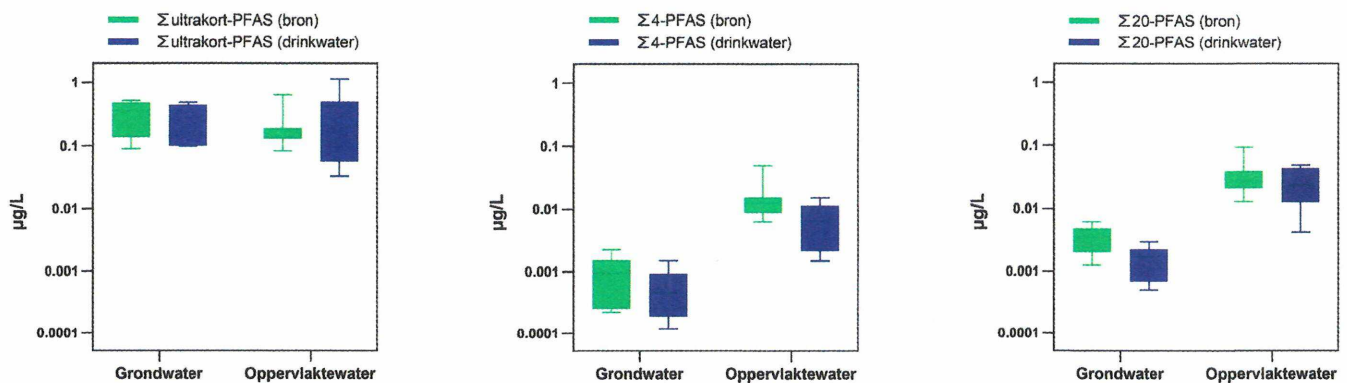 Σultrakort-PFAS (bron)
Σultrakort-PFAS (drinkwater)
µg/L
1
0.1
0.01
0.001
0.0001
Grondwater Oppervlaktewater
Σ4-PFAS (bron)
Σ4-PFAS (drinkwater)
µg/L
1
0.1
0.01
0.001
0.0001
Grondwater Oppervlaktewater
Σ20-PFAS (bron)
Σ20-PFAS (drinkwater)
µg/L
1
0.1
0.01
0.001
0.0001
Grondwater Oppervlaktewater